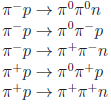 π⁻p → π⁰π⁰n
π⁻p → π⁰π⁻p
π⁻p → π⁺π⁻n
π⁺p → π⁰π⁺p
π⁺p → π⁺π⁺n